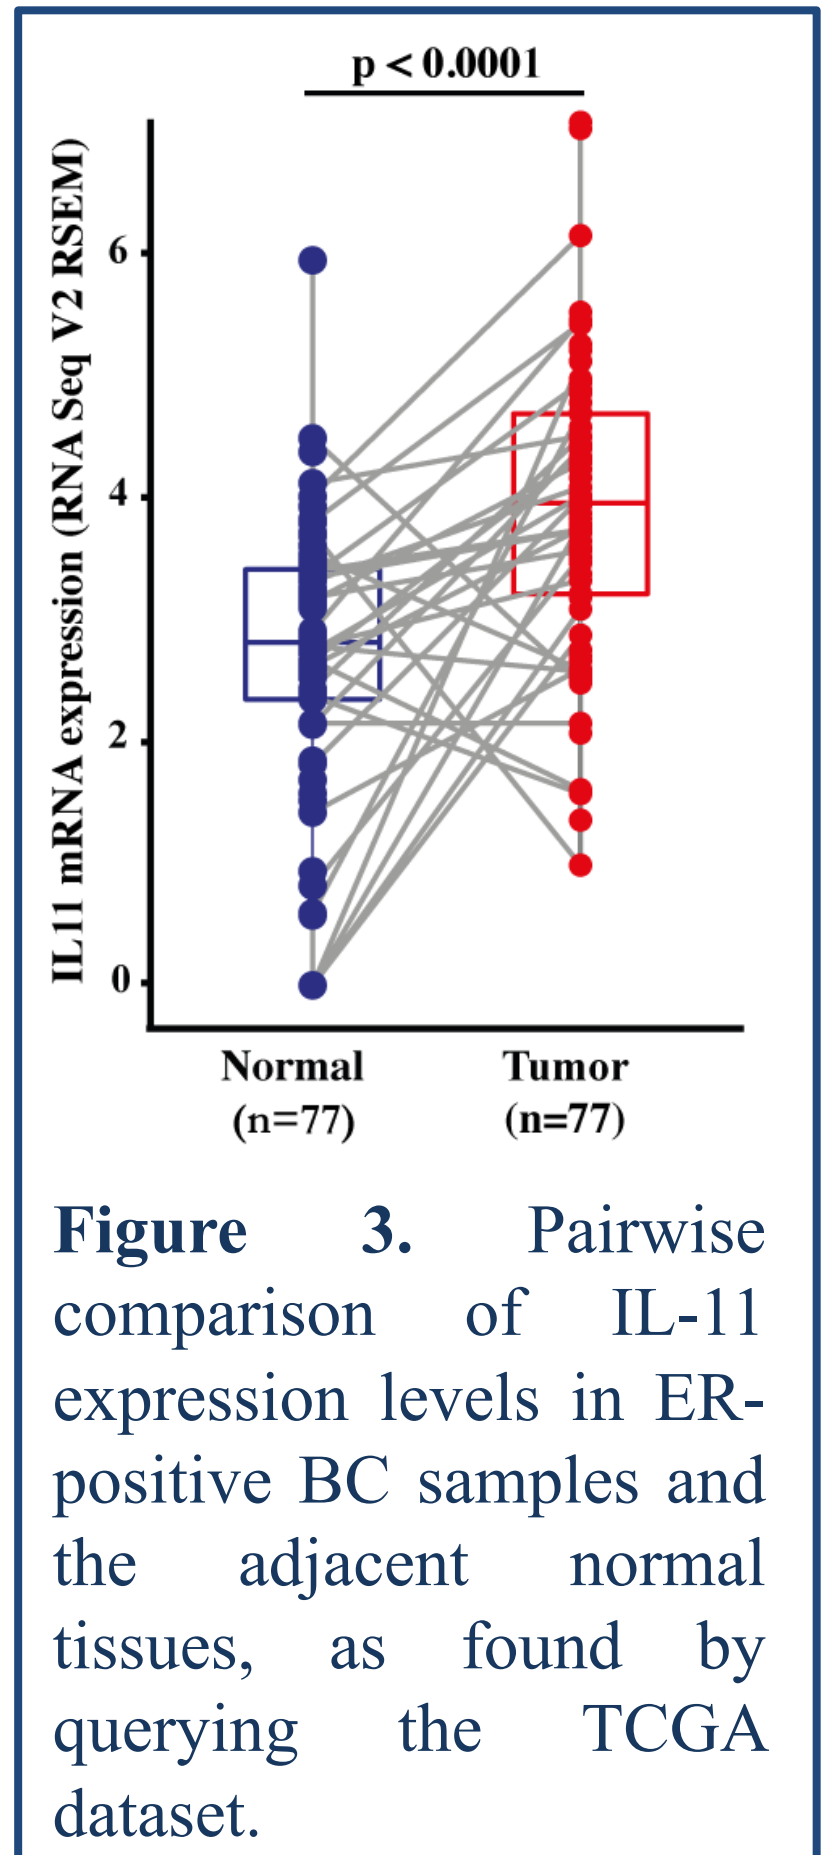 p < 0.0001
IL11 mRNA expression (RNA Seq V2 RSEM)
6
4
2
0
Normal
(n=77)
Tumor
(n=77)
Figure 3. Pairwise
comparison of IL-11
expression levels in ER-
positive BC samples and
the adjacent normal
tissues, as found by
querying the TCGA
dataset.